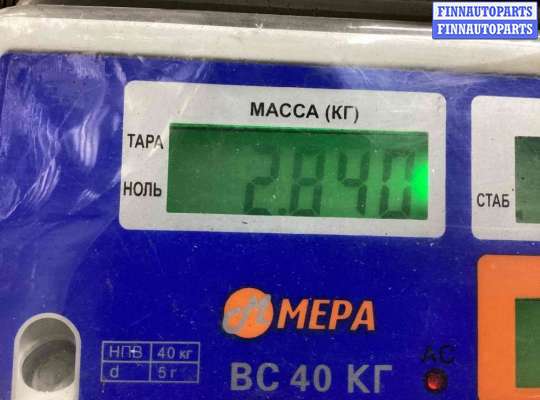 FINNAUTOPARTS
FINNAUTOPARTS
МАССА (КГ)
ТАРА
2.840
НОЛЬ
СТАБ
МЕРА
НПВ 40 кг
d 5 г
ВС 40 КГ
АС